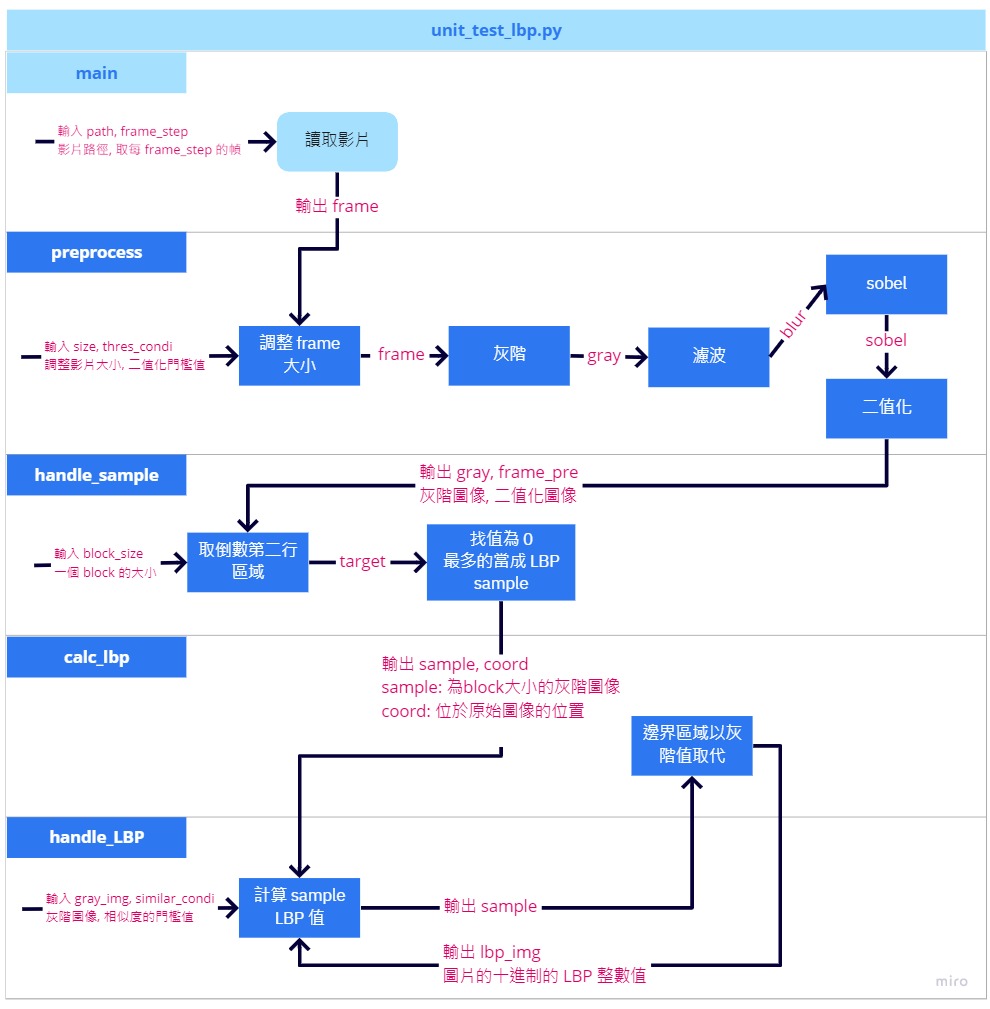 unit_test_lbp.py
main
輸入 path, frame_step
影片路徑, 取每 frame_step 的幀
讀取影片
輸出 frame
preprocess
輸入 size, thres_condi
調整影片大小, 二值化門檻值
調整 frame
大小
frame
灰階
gray
濾波
blur
sobel
sobel
二值化
handle_sample
輸出 gray, frame_pre
灰階圖像, 二值化圖像
輸入 block_size
一個 block 的大小
取倒數第二行
區域
target
找值為 0
最多的當成 LBP
sample
calc_lbp
輸出 sample, coord
sample: 為block大小的灰階圖像
coord: 位於原始圖像的位置
邊界區域以灰
階值取代
handle_LBP
輸入 gray_img, similar_condi
灰階圖像, 相似度的門檻值
計算 sample
LBP 值
輸出 sample
輸出 lbp_img
圖片的十進制的 LBP 整數值
miro